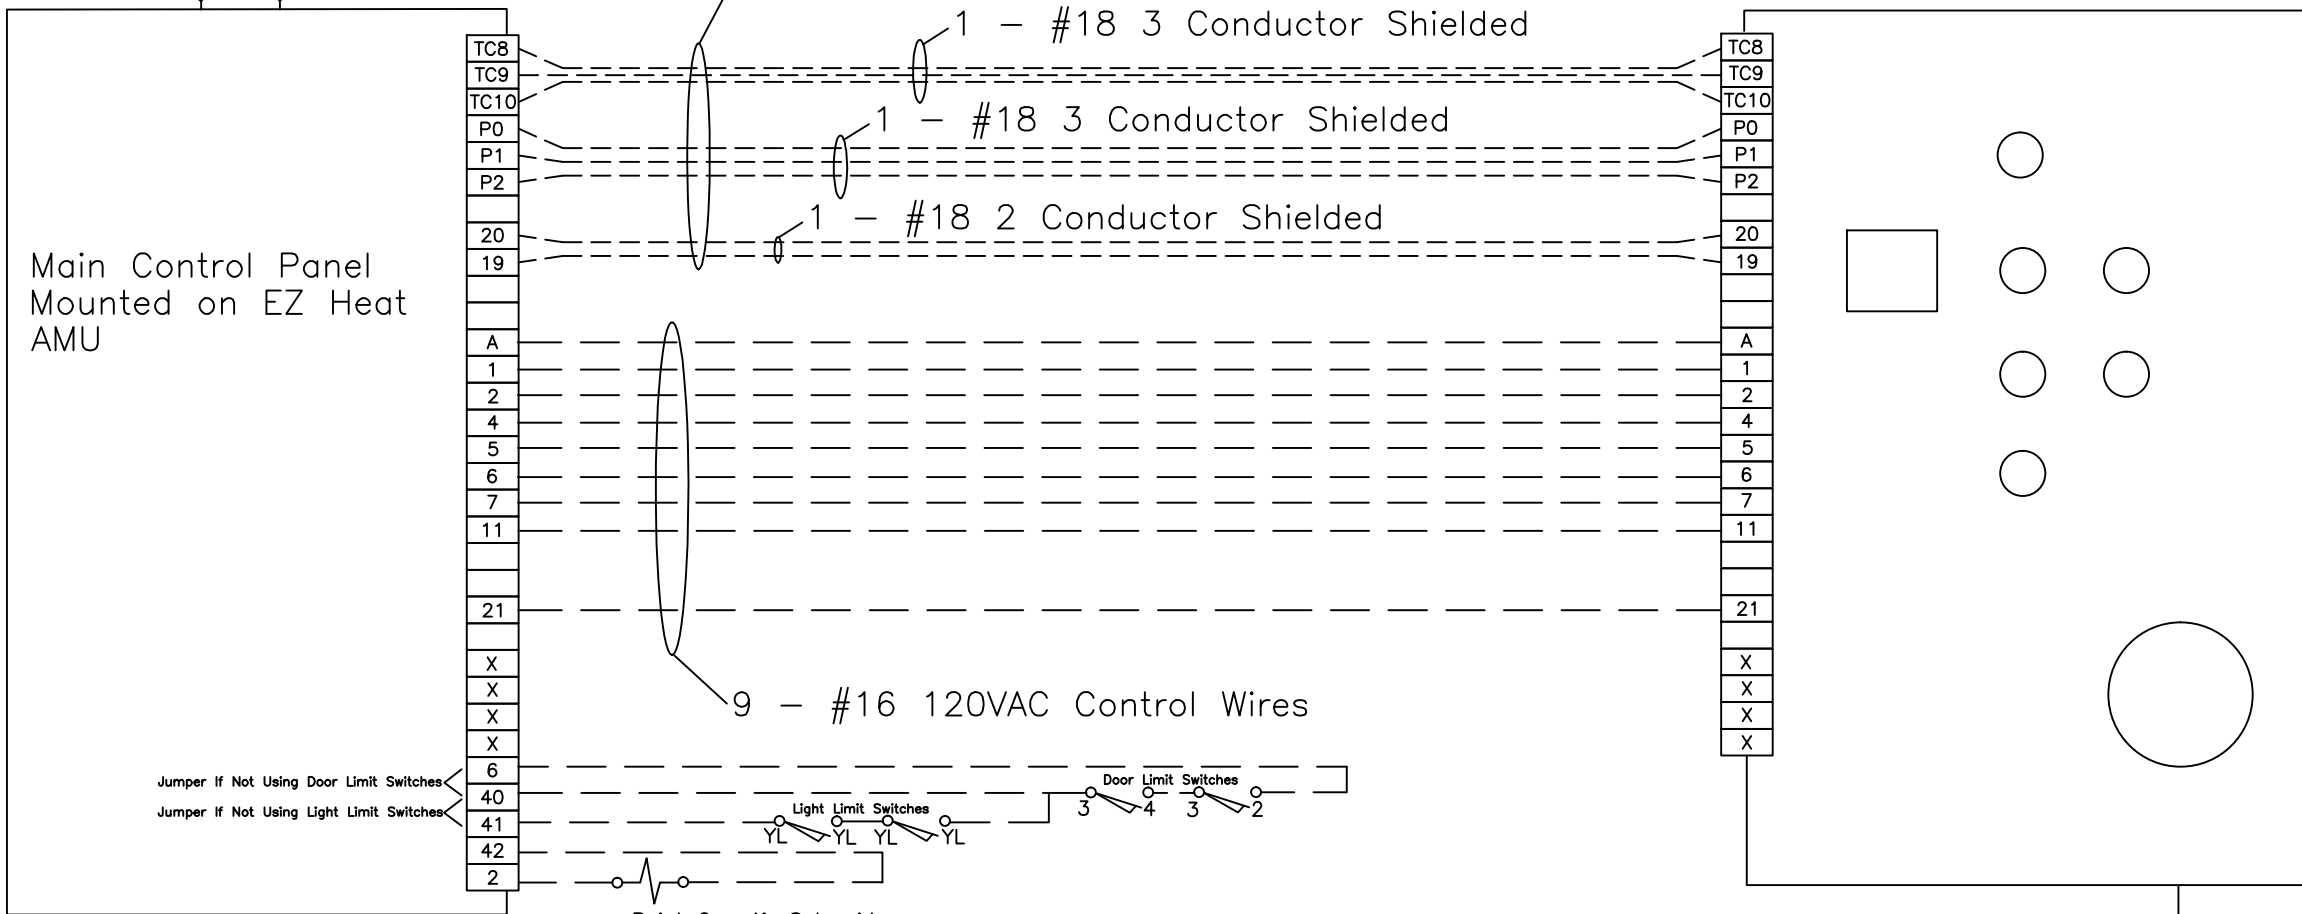 1 - #18 3 Conductor Shielded
TC8
TC9
TC10
P0
P1
P2
20
19
A
1
2
4
5
6
7
11
21
X
X
X
X
6
40
41
42
2
1 - #18 3 Conductor Shielded
1 - #18 2 Conductor Shielded
Main Control Panel
Mounted on EZ Heat
AMU
9 - #16 120VAC Control Wires
Jumper If Not Using Door Limit Switches
Jumper If Not Using Light Limit Switches
Door Limit Switches
3 4 3 2
Light Limit Switches
YL YL YL YL
TC8
TC9
TC10
P0
P1
P2
20
19
A
1
2
4
5
6
7
11
21
X
X
X
X